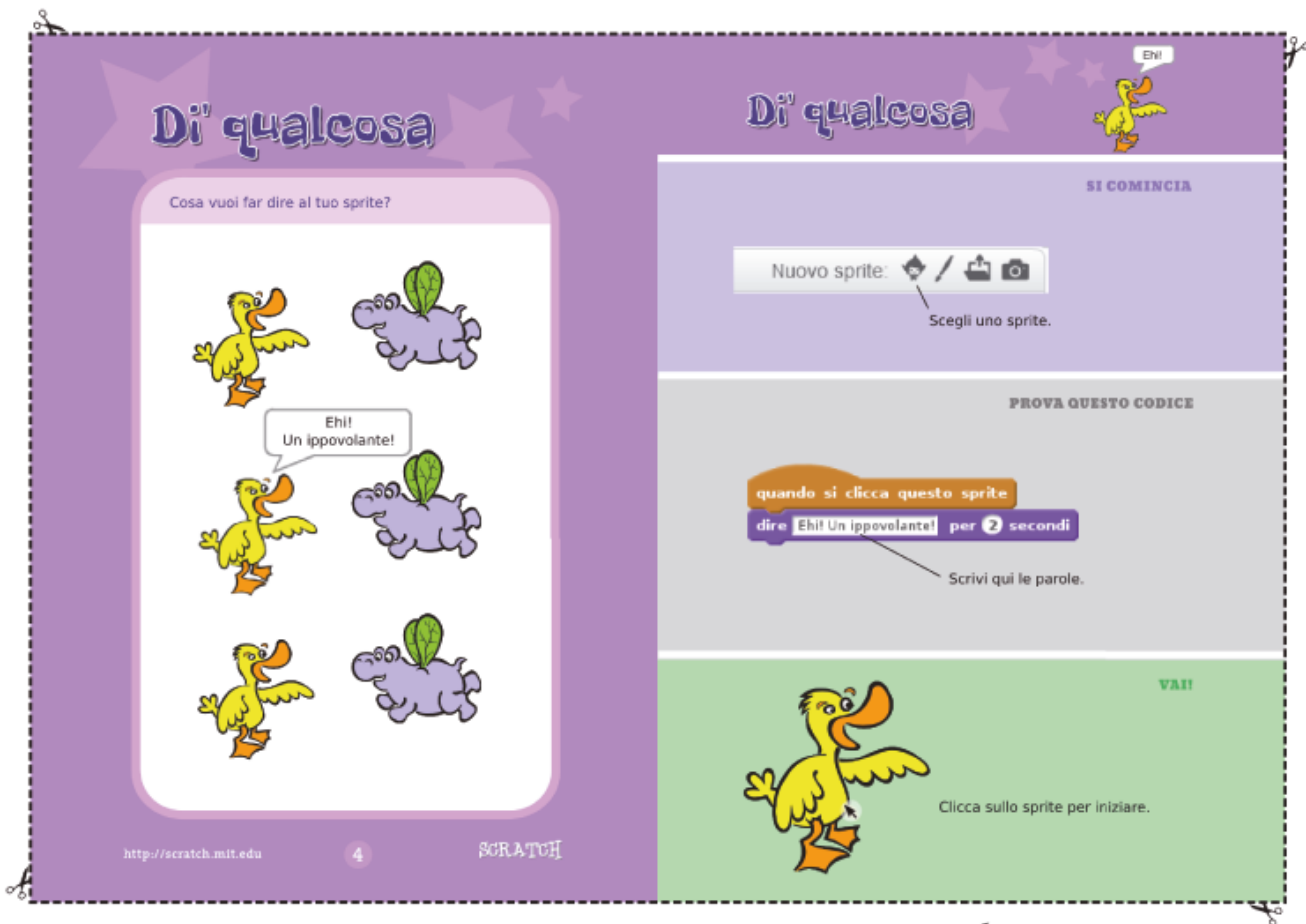 Di' qualcosa
Cosa vuoi far dire al tuo sprite?
Ehi!
Un ippovolante!
http://scratch.mit.edu
4
SCRATCH
Ehi!
Di' qualcosa
SI COMINCIA
Nuovo sprite:
Scegli uno sprite.
PROVA QUESTO CODICE
quando si clicca questo sprite
dire Ehi! Un ippovolante! per 2 secondi
Scrivi qui le parole.
VAI!
Clicca sullo sprite per iniziare.